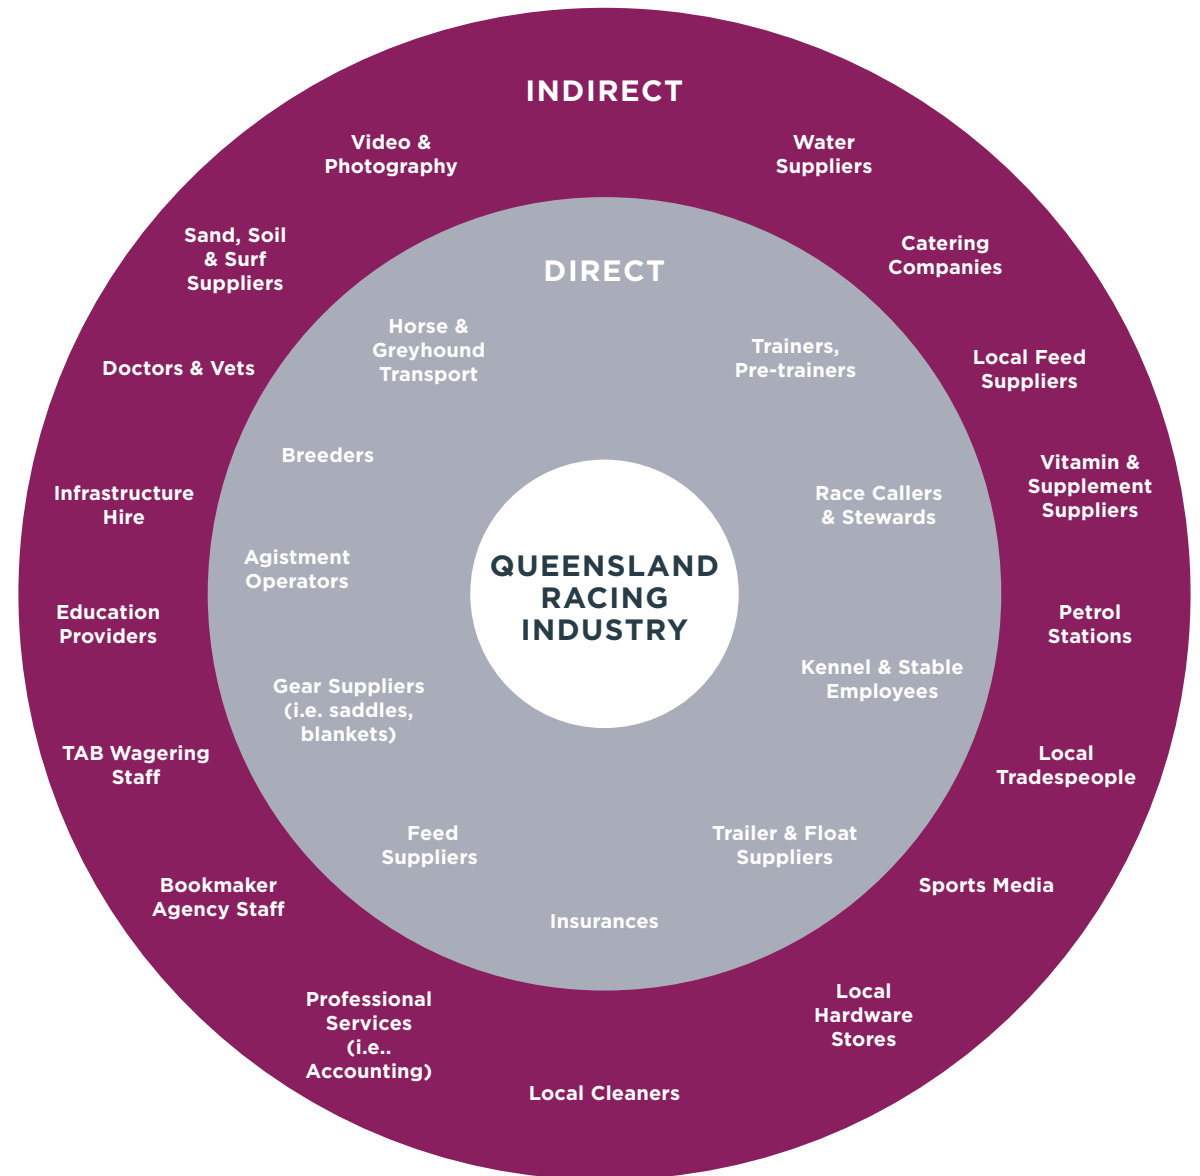 INDIRECT
Video &
Photography
Water
Suppliers
Sand, Soil
& Surf
Suppliers
Catering
Companies
Doctors & Vets
Local Feed
Suppliers
Infrastructure
Hire
Vitamin &
Supplement
Suppliers
Education
Providers
Petrol
Stations
TAB Wagering
Staff
Local
Tradespeople
Bookmaker
Agency Staff
Sports Media
Professional
Services
(i.e..
Accounting)
Local
Hardware
Stores
Local Cleaners
DIRECT
Horse &
Greyhound
Transport
Trainers,
Pre-trainers
Breeders
Race Callers
& Stewards
Agistment
Operators
Kennel & Stable
Employees
Gear Suppliers
(i.e. saddles,
blankets)
Feed
Suppliers
Trailer & Float
Suppliers
Insurances
QUEENSLAND
RACING
INDUSTRY